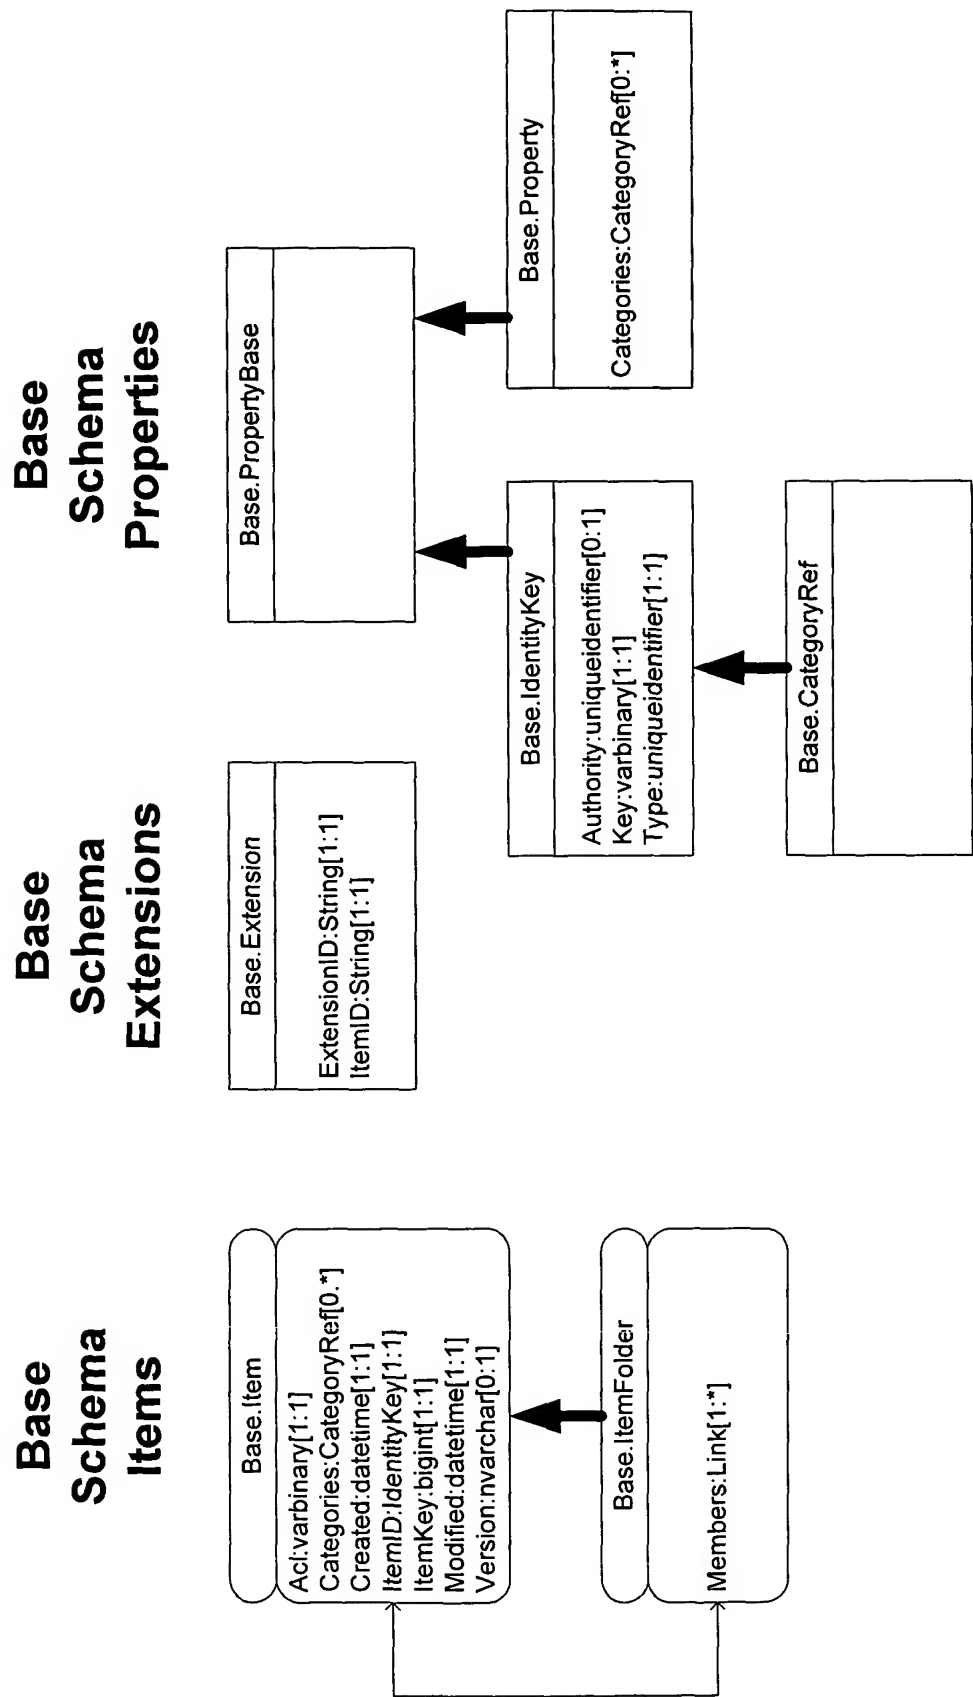 Base
Schema
Items
Base.Item
Acl:varbinary[1:1]
Categories:CategoryRef[0.*]
Created:datetime[1:1]
ItemID:IdentityKey[1:1]
ItemKey:bigint[1:1]
Modified:datetime[1:1]
Version:nvarchar[0:1]
Base.ItemFolder
Members:Link[1:*]
Base
Schema
Extensions
Base.Extension
ExtensionID:String[1:1]
ItemID:String[1:1]
Base
Schema
Properties
Base.PropertyBase
Base.IdentityKey
Authority:uniqueidentifier[0:1]
Key:varbinary[1:1]
Type:uniqueidentifier[1:1]
Base.Property
Categories:CategoryRef[0:*]
Base.CategoryRef